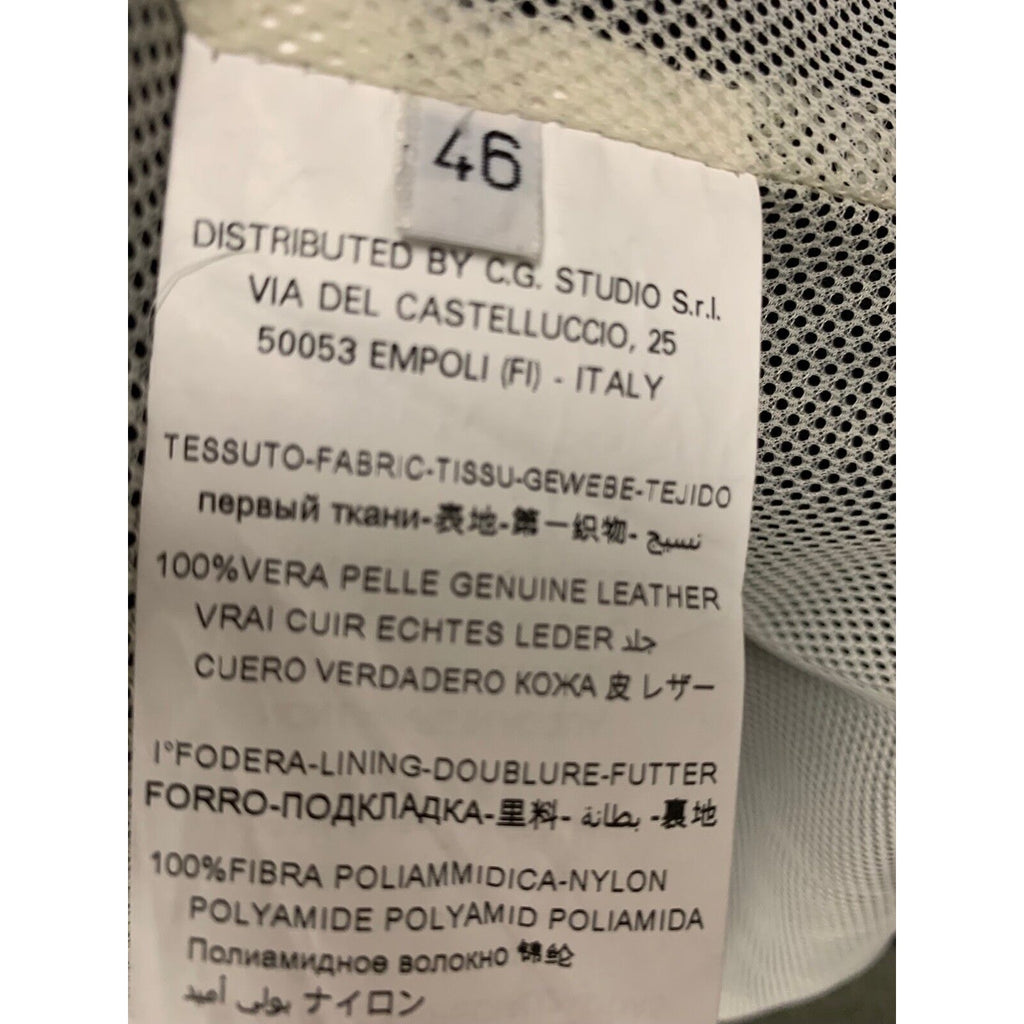 46
DISTRIBUTED BY C.G. STUDIO S.r.l.
VIA DEL CASTELLUCCIO, 25
50053 EMPOLI (FI) - ITALY
TESSUTO-FABRIC-TISSU-GEWEBE-TEJIDO
первый ткани-表地-第一织物- نسيج
100%VERA PELLE GENUINE LEATHER
VRAI CUIR ECHTES LEDER جلد
CUERO VERDADERO КОЖА 皮 レザー
I°FODERA-LINING-DOUBLURE-FUTTER
FORRO-ПОДКЛАДКА-里料- بطانة -裏地
100%FIBRA POLIAMMIDICA-NYLON
POLYAMIDE POLYAMID POLIAMIDA
Полиамидное волокно 锦纶
بولي أميد ナイロン